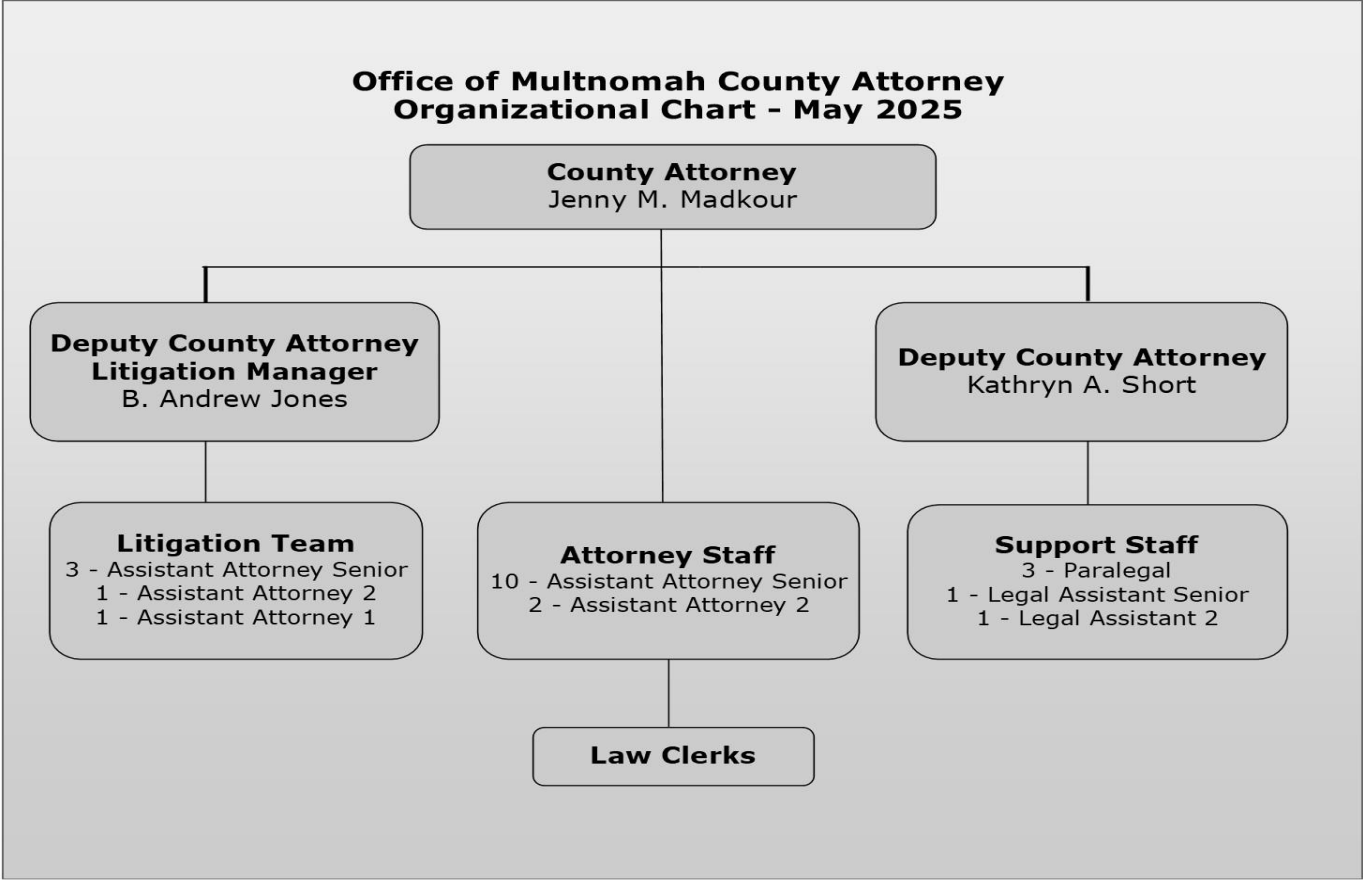 Office of Multnomah County Attorney
Organizational Chart - May 2025
County Attorney
Jenny M. Madkour
Deputy County Attorney
Litigation Manager
B. Andrew Jones
Deputy County Attorney
Kathryn A. Short
Litigation Team
3 - Assistant Attorney Senior
1 - Assistant Attorney 2
1 - Assistant Attorney 1
Attorney Staff
10 - Assistant Attorney Senior
2 - Assistant Attorney 2
Support Staff
3 - Paralegal
1 - Legal Assistant Senior
1 - Legal Assistant 2
Law Clerks